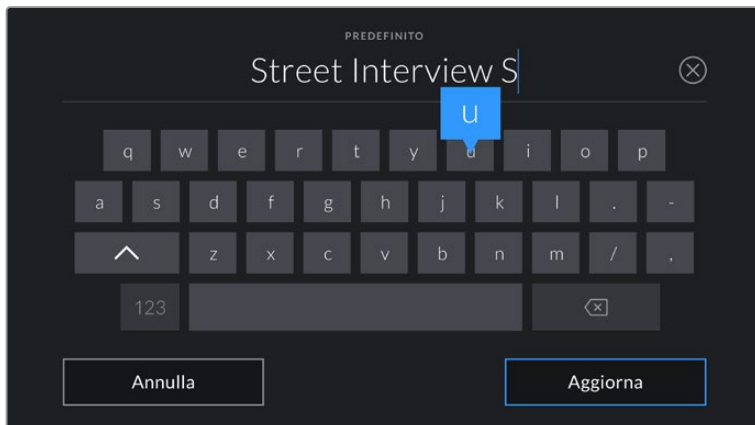 PREDEFINITO
Street Interview S
u
q w e r t y u i o p
a s d f g h j k l . -
z x c v b n m / ,
123
Annulla Aggiorna